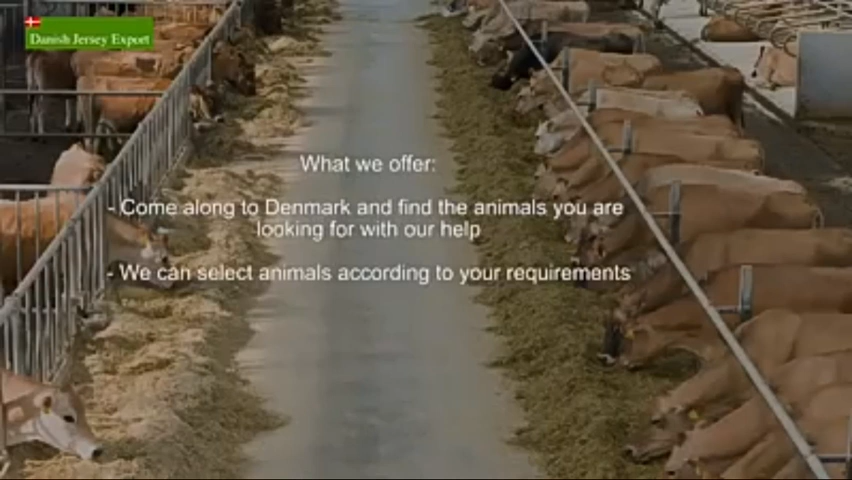 Danish Jersey Export
What we offer:
- Come along to Denmark and find the animals you are
looking for with our help
- We can select animals according to your requirements